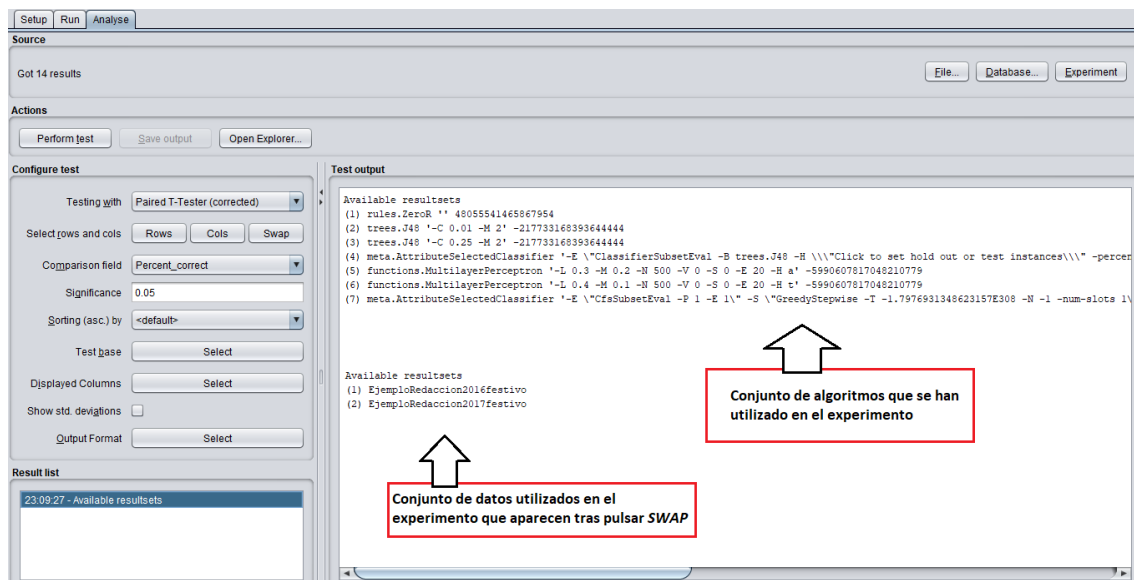 Setup Run Analyse
Source
Got 14 results
File... Database... Experiment
Actions
Perform test Save output Open Explorer...
Configure test
Testing with Paired T-Tester (corrected)
Select rows and cols Rows Cols Swap
Comparison field Percent_correct
Significance 0.05
Sorting (asc.) by <default>
Test base Select
Displayed Columns Select
Show std. deviations
Output Format Select
Result list
23:09:27 - Available resultsets
Test output
Available resultsets
(1) rules.ZeroR '' 48055541465867954
(2) trees.J48 '-C 0.01 -M 2' -217733168393644444
(3) trees.J48 '-C 0.25 -M 2' -217733168393644444
(4) meta.AttributeSelectedClassifier '-E \"ClassifierSubsetEval -B trees.J48 -H \\\"Click to set hold out or test instances\\\" -percen
(5) functions.MultilayerPerceptron '-L 0.3 -M 0.2 -N 500 -V 0 -S 0 -E 20 -H a' -5990607817048210779
(6) functions.MultilayerPerceptron '-L 0.4 -M 0.1 -N 500 -V 0 -S 0 -E 20 -H t' -5990607817048210779
(7) meta.AttributeSelectedClassifier '-E \"CfsSubsetEval -P 1 -E 1\" -S \"GreedyStepwise -T -1.7976931348623157E308 -N -1 -num-slots 1\
Available resultsets
(1) EjemploRedaccion2016festivo
(2) EjemploRedaccion2017festivo
Conjunto de algoritmos que se han
utilizado en el experimento
Conjunto de datos utilizados en el
experimento que aparecen tras pulsar SWAP